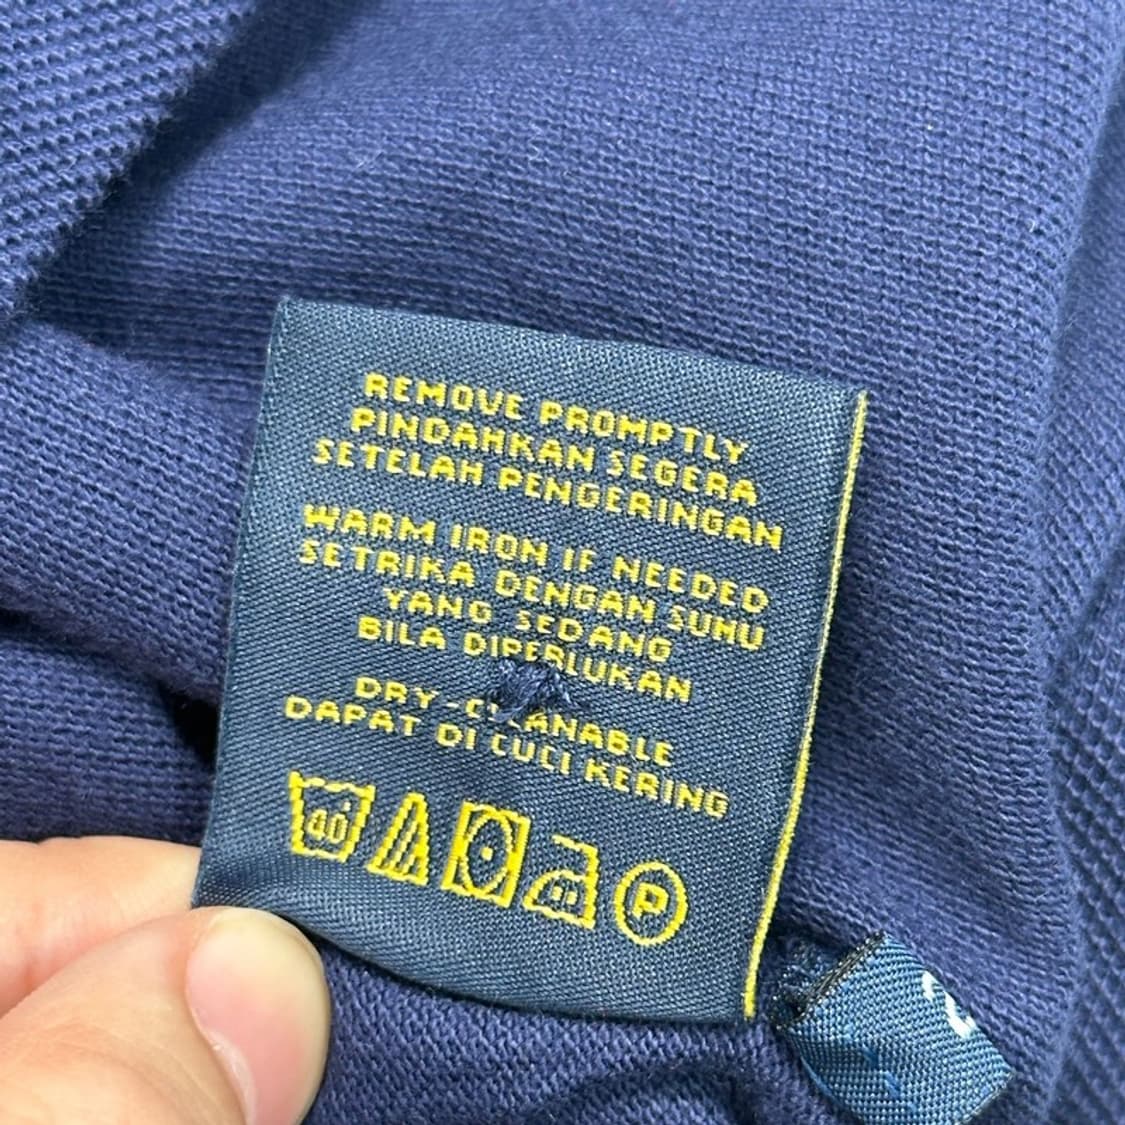 REMOVE PROMPTLY
PINDAHKAN SEGERA
SETELAH PENGERINGAN
WARM IRON IF NEEDED
SETRIKA DENGAN SUHU
YANG SEDANG
BILA DIPERLUKAN
DRY-CLEANABLE
DAPAT DI CUCI KERING
40
P
2